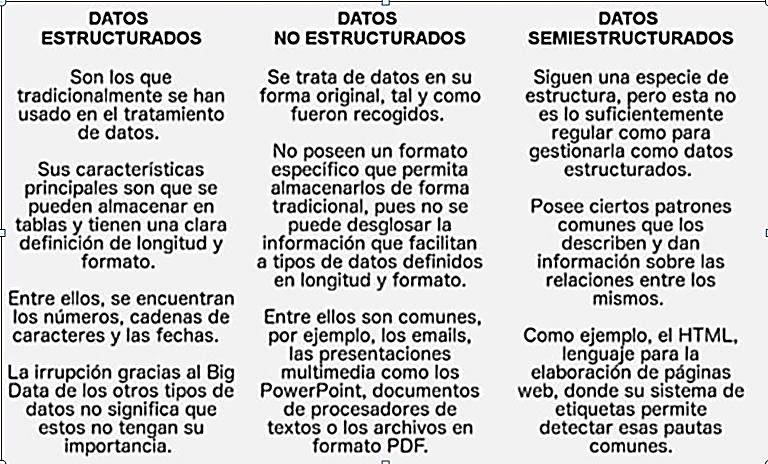 DATOS
ESTRUCTURADOS
Son los que
tradicionalmente se han
usado en el tratamiento
de datos.
Sus características
principales son que se
pueden almacenar en
tablas y tienen una clara
definición de longitud y
formato.
Entre ellos, se encuentran
los números, cadenas de
caracteres y las fechas.
La irrupción gracias al Big
Data de los otros tipos de
datos no significa que
estos no tengan su
importancia.
DATOS
NO ESTRUCTURADOS
Se trata de datos en su
forma original, tal y como
fueron recogidos.
No poseen un formato
específico que permita
almacenarlos de forma
tradicional, pues no se
puede desglosar la
información que facilitan
a tipos de datos definidos
en longitud y formato.
Entre ellos son comunes,
por ejemplo, los emails,
las presentaciones
multimedia como los
PowerPoint, documentos
de procesadores de
textos o los archivos en
formato PDF.
DATOS
SEMIESTRUCTURADOS
Siguen una especie de
estructura, pero esta no
es lo suficientemente
regular como para
gestionarla como datos
estructurados.
Posee ciertos patrones
comunes que los
describen y dan
información sobre las
relaciones entre los
mismos.
Como ejemplo, el HTML,
lenguaje para la
elaboración de páginas
web, donde su sistema de
etiquetas permite
detectar esas pautas
comunes.